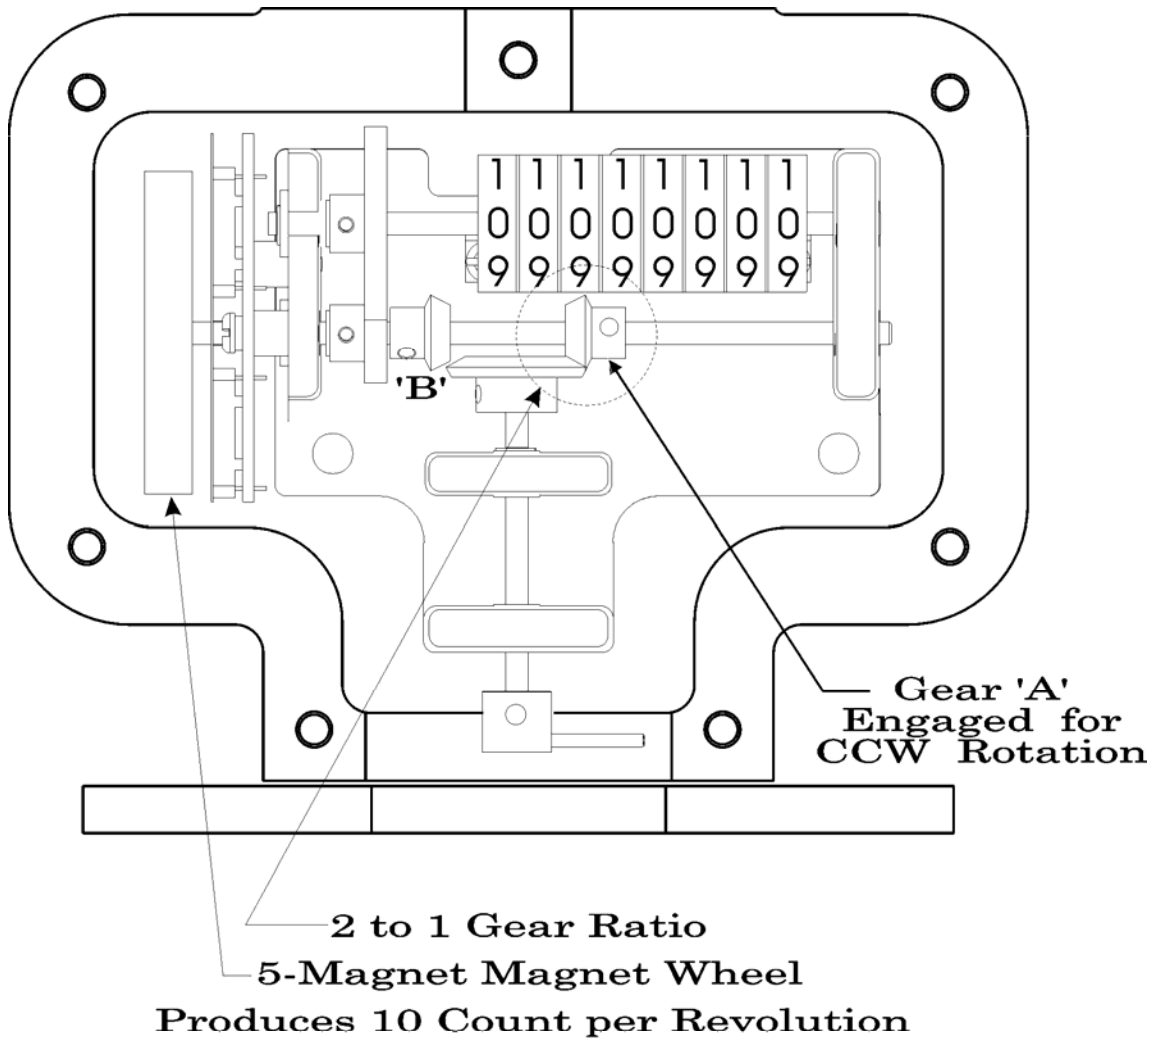 1 1 1 1 1 1 1 1
0 0 0 0 0 0 0 0
9 9 9 9 9 9 9 9
'B'
Gear 'A'
Engaged for
CCW Rotation
2 to 1 Gear Ratio
5-Magnet Magnet Wheel
Produces 10 Count per Revolution